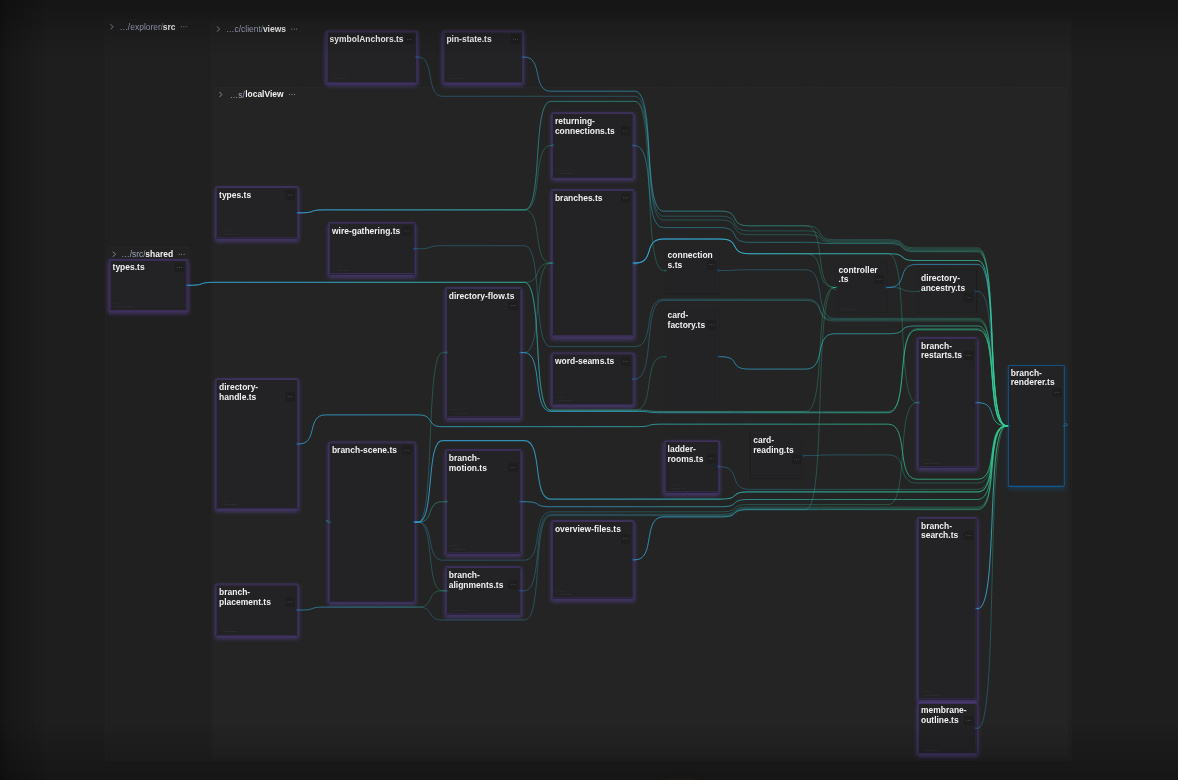 …/explorer/src ···
…c/client/views ···
symbolAnchors.ts ···
pin-state.ts ···
…s/localView ···
returning-
connections.ts
types.ts
branches.ts
wire-gathering.ts
…/src/shared ···
types.ts
connection
s.ts
controller
.ts
directory-
ancestry.ts
directory-flow.ts
card-
factory.ts
branch-
restarts.ts
word-seams.ts
branch-
renderer.ts
directory-
handle.ts
branch-scene.ts
branch-
motion.ts
ladder-
rooms.ts
card-
reading.ts
overview-files.ts
branch-
search.ts
branch-
alignments.ts
branch-
placement.ts
membrane-
outline.ts